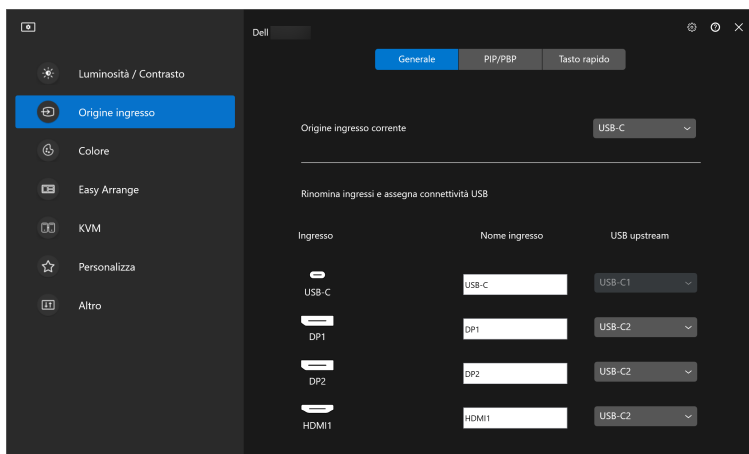 Dell
Generale PIP/PBP Tasto rapido
Luminosità / Contrasto
Origine ingresso
Colore
Easy Arrange
KVM
Personalizza
Altro
Origine ingresso corrente USB-C
Rinomina ingressi e assegna connettività USB
Ingresso Nome ingresso USB upstream
USB-C USB-C USB-C1
DP1 DP1 USB-C2
DP2 DP2 USB-C2
HDMI1 HDMI1 USB-C2